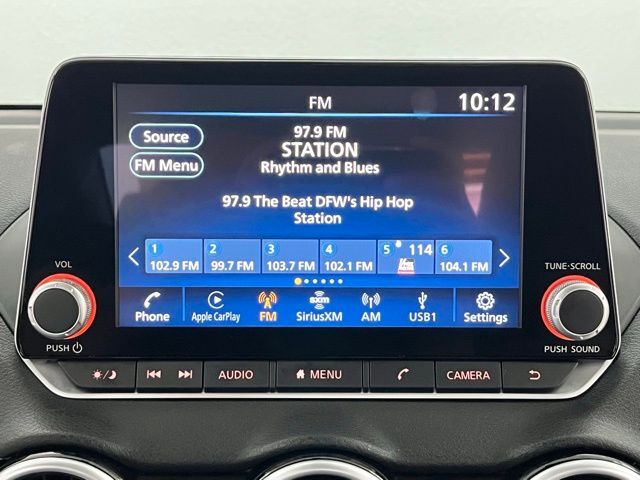 FM
10:12
Source
FM Menu
97.9 FM
STATION
Rhythm and Blues
97.9 The Beat DFW's Hip Hop
Station
1
102.9 FM
2
99.7 FM
3
103.7 FM
4
102.1 FM
5
114
6
104.1 FM
Phone
Apple CarPlay
FM
sxm
SiriusXM
AM
USB1
Settings
VOL
PUSH
TUNE·SCROLL
PUSH SOUND
AUDIO
MENU
CAMERA